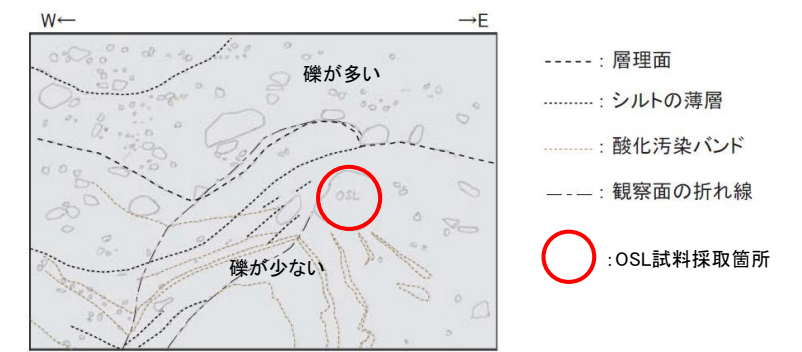 W←
→E
礫が多い
OSL
礫が少ない
-----：層理面
..........：シルトの薄層
..........：酸化汚染バンド
—-—：観察面の折れ線
：OSL試料採取箇所